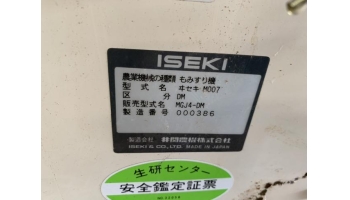 ISEKI
農業機械の種類 もみすり機
型式名 ヰセキ M007
区分 DM
販売型式名 MGJ4-DM
製造番号 000386
製造会社 井関農機株式会社
ISEKI & CO., LTD. MADE IN JAPAN
生研センター
安全鑑定証票